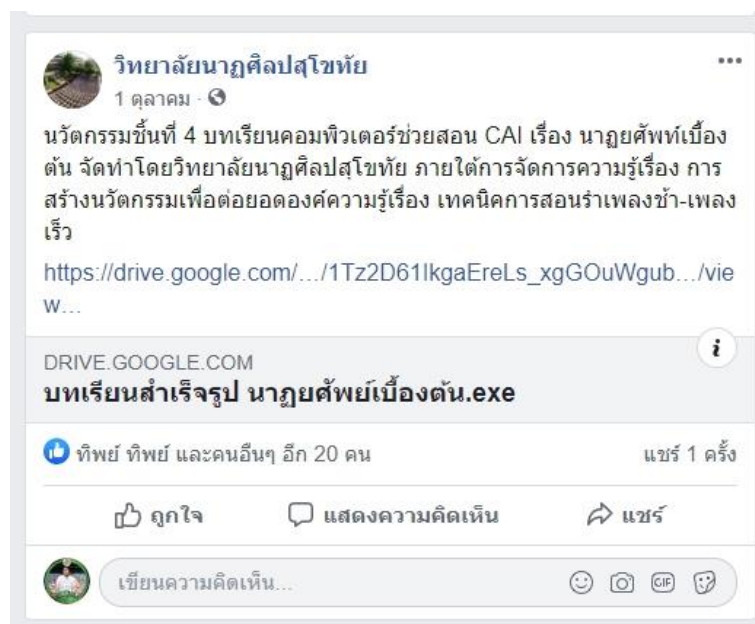 วิทยาลัยนาฏศิลปสุโขทัย
1 ตุลาคม ·
นวัตกรรมชิ้นที่ 4 บทเรียนคอมพิวเตอร์ช่วยสอน CAI เรื่อง นาฏยศัพท์เบื้อง
ต้น จัดทำโดยวิทยาลัยนาฏศิลปสุโขทัย ภายใต้การจัดการความรู้เรื่อง การ
สร้างนวัตกรรมเพื่อต่อยอดองค์ความรู้เรื่อง เทคนิคการสอนรำเพลงช้า-เพลง
เร็ว
https://drive.google.com/.../1Tz2D61IkgaEreLs_xgGOuWgub.../vie
w...
DRIVE.GOOGLE.COM
บทเรียนสำเร็จรูป นาฏยศัพย์เบื้องต้น.exe
ทิพย์ ทิพย์ และคนอื่นๆ อีก 20 คน
แชร์ 1 ครั้ง
ถูกใจ
แสดงความคิดเห็น
แชร์
เขียนความคิดเห็น...
GIF